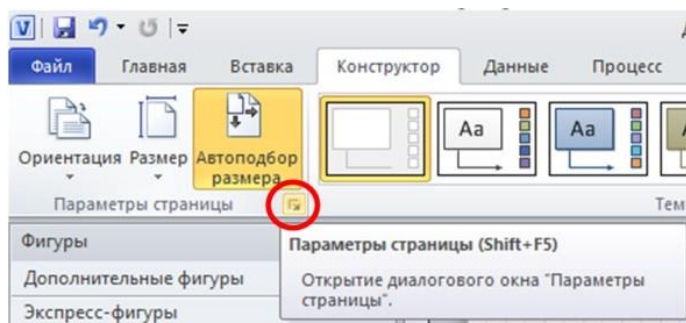 Файл Главная Вставка Конструктор Данные Процесс
Ориентация Размер Автоподбор размера
Aa Aa
Параметры страницы
Фигуры
Дополнительные фигуры
Экспресс-фигуры
Параметры страницы (Shift+F5)
Открытие диалогового окна "Параметры
страницы".